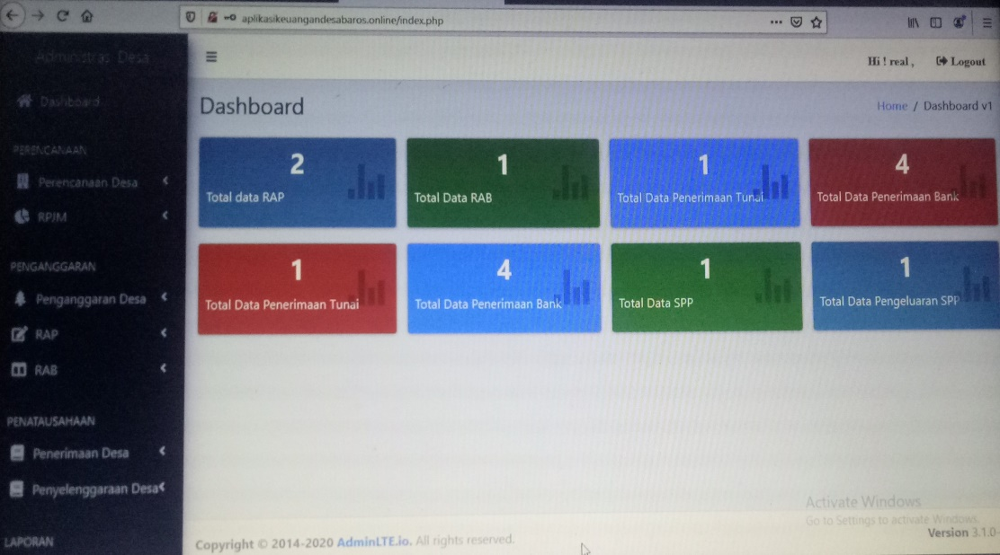 aplikasikeuangandesabaros.online/index.php
Administras Desa
Hi ! real , Logout
Dashboard
Dashboard
Home / Dashboard v1
PERENCANAAN
Perencanaan Desa
RPJM
PENGANGGARAN
Penganggaran Desa
RAP
RAB
PENATAUSAHAAN
Penerimaan Desa
Penyelenggaraan Desa
LAPORAN
2
Total data RAP
1
Total Data RAB
1
Total Data Penerimaan Tunai
4
Total Data Penerimaan Bank
1
Total Data Penerimaan Tunai
4
Total Data Penerimaan Bank
1
Total Data SPP
1
Total Data Pengeluaran SPP
Activate Windows
Go to Settings to activate Windows.
Copyright © 2014-2020 AdminLTE.io. All rights reserved.
Version 3.1.0-